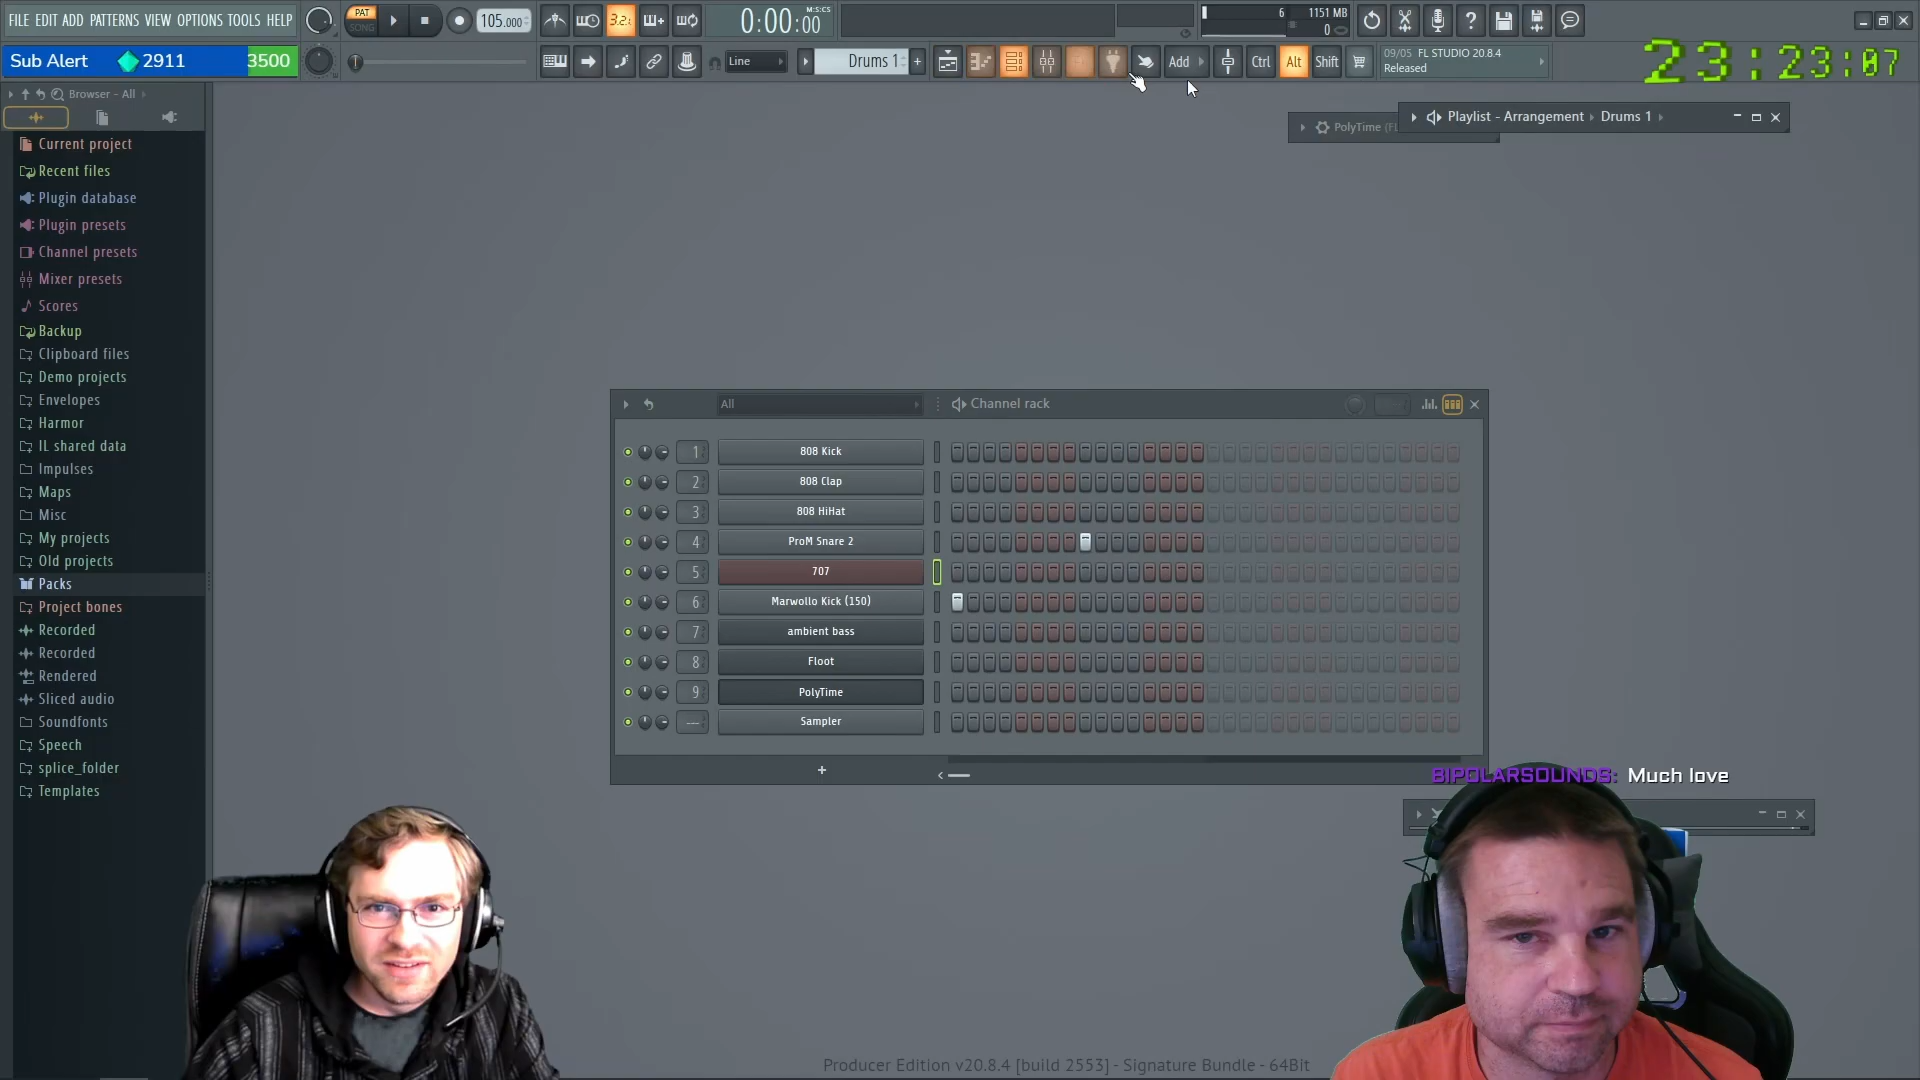 FILE EDIT ADD PATTERNS VIEW OPTIONS TOOLS HELP
PAT
SONG
105.000
3.2
0:00:00
M:S:CS
6
1151 MB
0
Sub Alert 2911 3500
Line
Drums 1
+
Add
Ctrl
Alt
Shift
09/05 FL STUDIO 20.8.4
Released
23:23:07
Browser - All
PolyTime
Playlist - Arrangement
Drums 1
Current project
Recent files
Plugin database
Plugin presets
Channel presets
Mixer presets
Scores
Backup
Clipboard files
Demo projects
Envelopes
Harmor
IL shared data
Impulses
Maps
Misc
My projects
Old projects
Packs
Project bones
Recorded
Recorded
Rendered
Sliced audio
Soundfonts
Speech
splice_folder
Templates
All
Channel rack
1 808 Kick
2 808 Clap
3 808 HiHat
4 ProM Snare 2
5 707
6 Marwollo Kick (150)
7 ambient bass
8 Floot
9 PolyTime
--- Sampler
+
BIPOLARSOUNDS: Much love
Producer Edition v20.8.4 [build 2553] - Signature Bundle - 64Bit